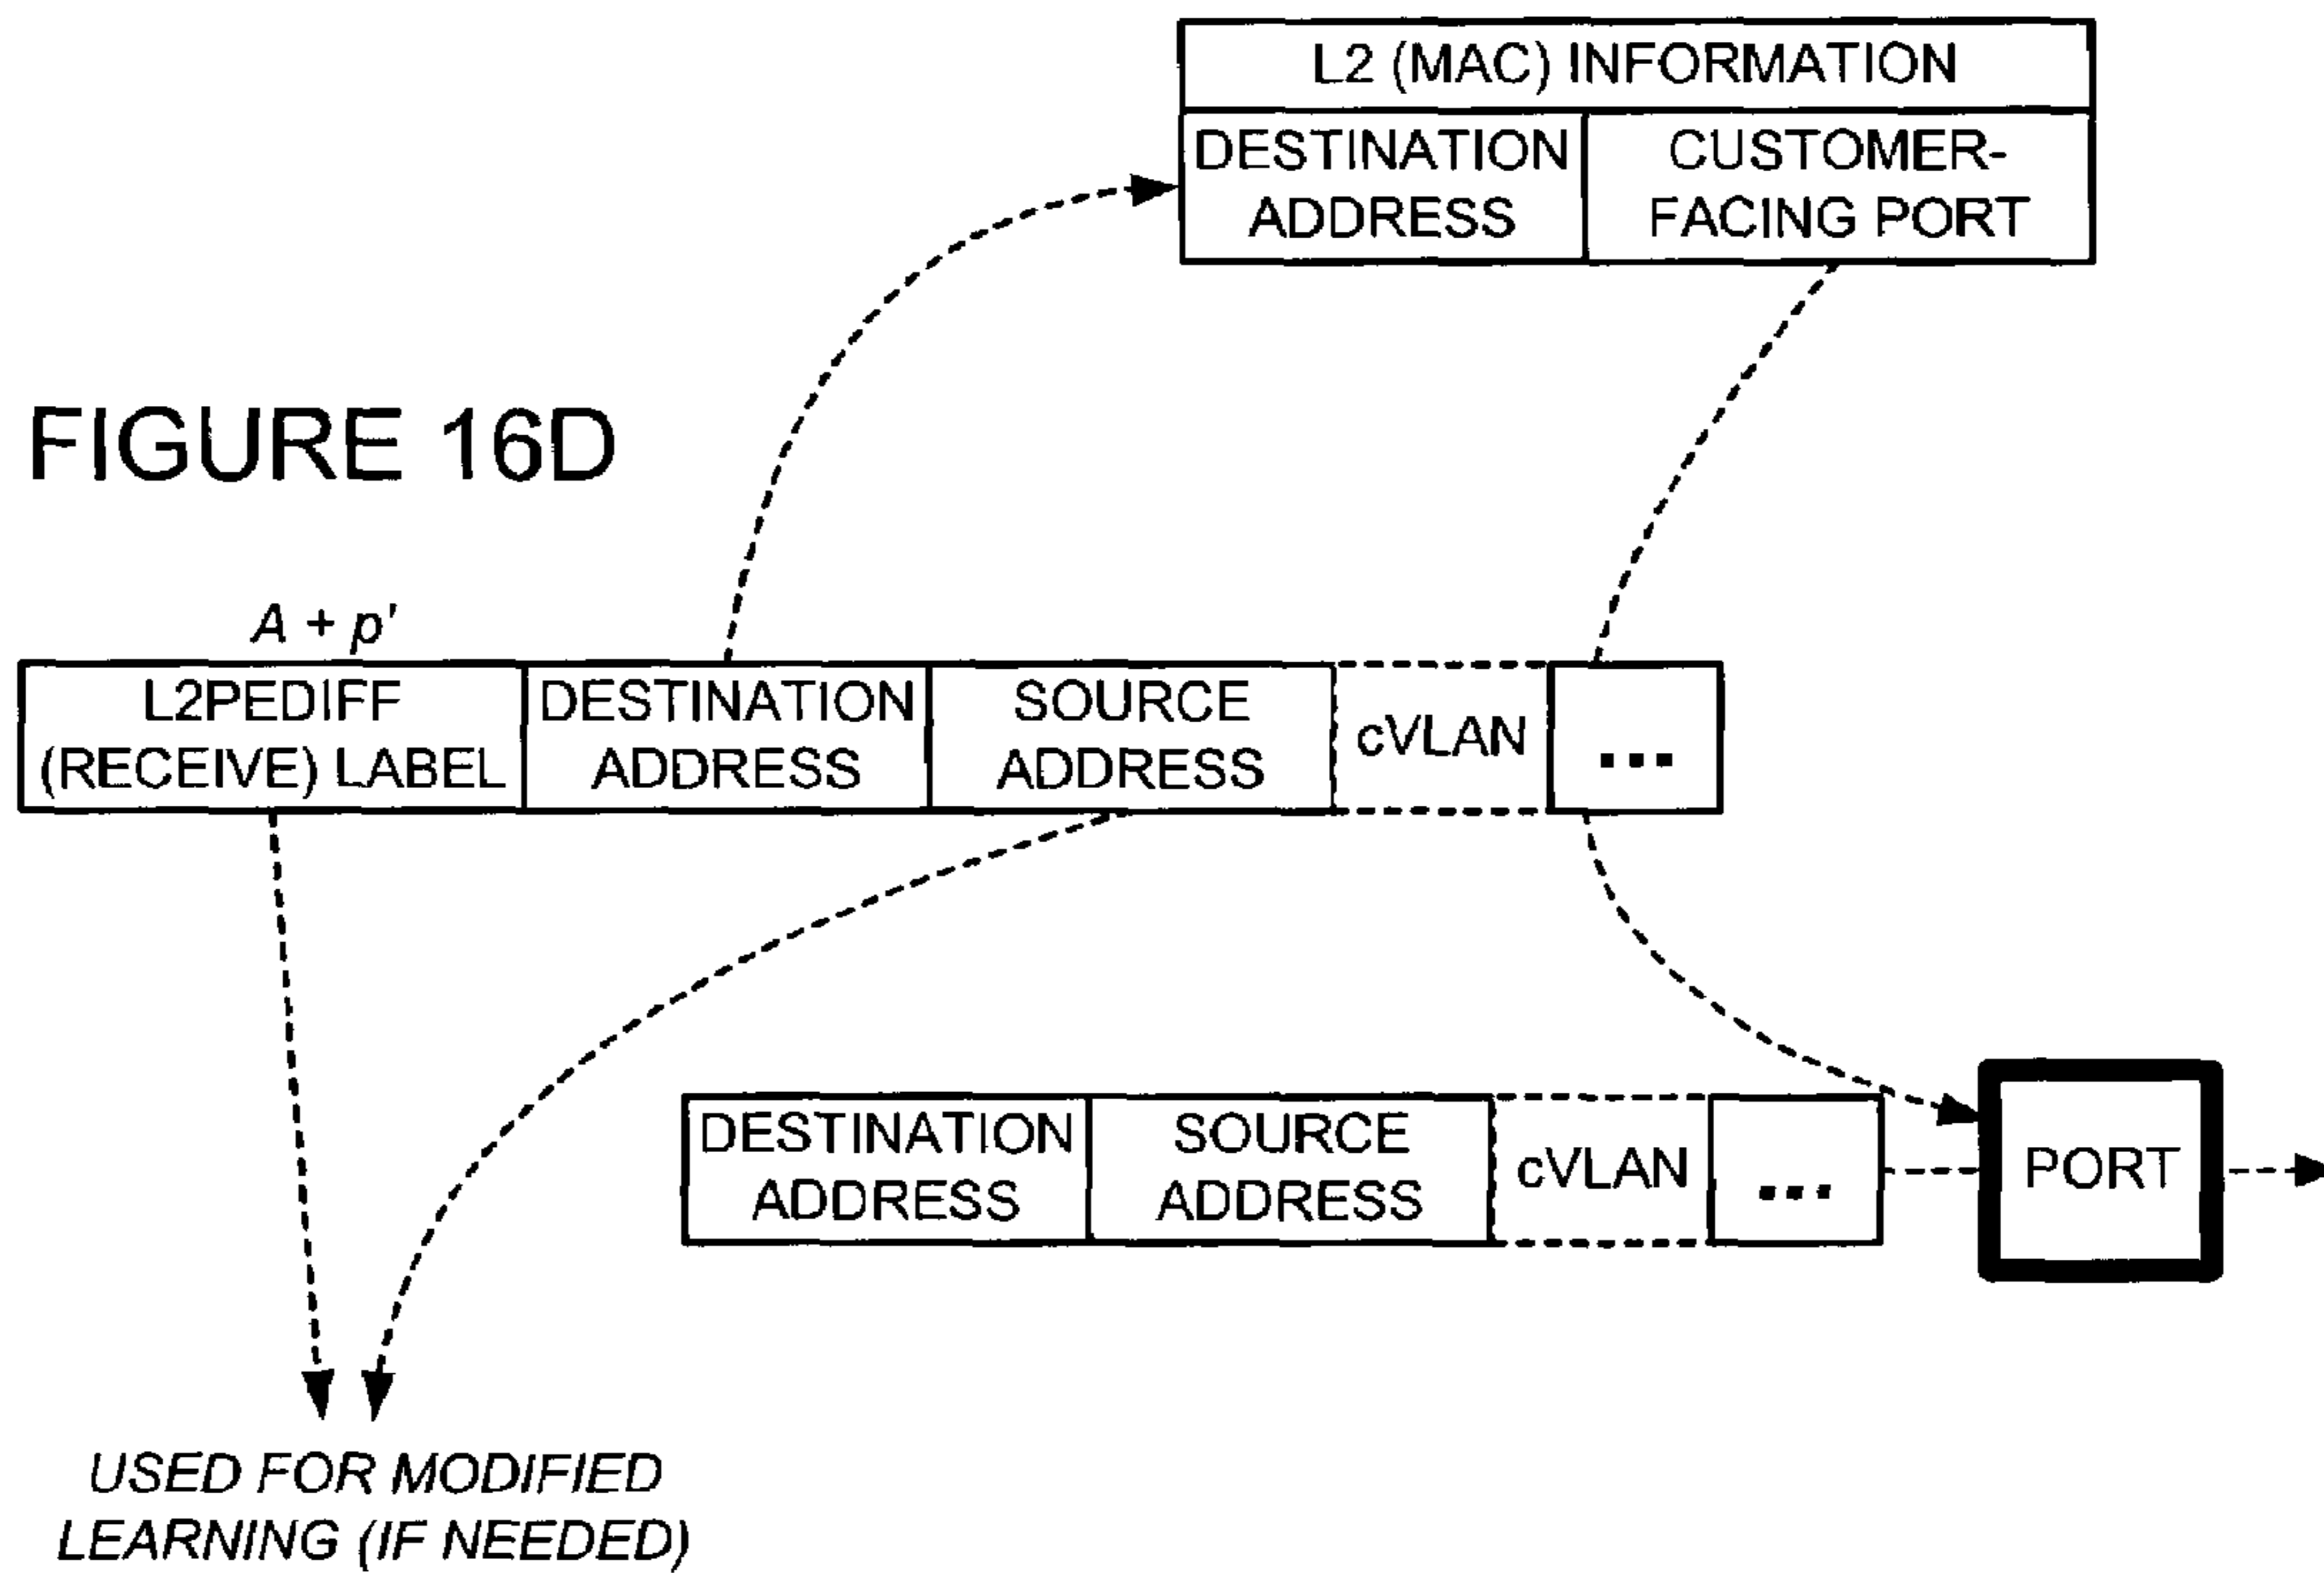 L2 (MAC) INFORMATION
DESTINATION
ADDRESS
CUSTOMER-
FACING PORT
FIGURE 16D
A + p'
L2PEDIFF
(RECEIVE) LABEL
DESTINATION
ADDRESS
SOURCE
ADDRESS
cVLAN
...
DESTINATION
ADDRESS
SOURCE
ADDRESS
cVLAN
...
PORT
USED FOR MODIFIED
LEARNING (IF NEEDED)